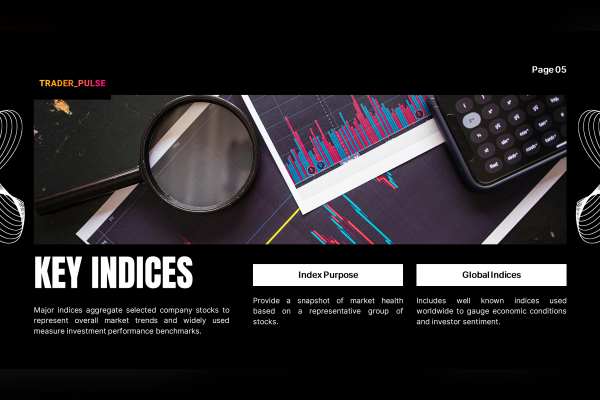 Page 05
TRADER_PULSE
KEY INDICES
Major indices aggregate selected company stocks to
represent overall market trends and widely used
measure investment performance benchmarks.
Index Purpose
Provide a snapshot of market health
based on a representative group of
stocks.
Global Indices
Includes well known indices used
worldwide to gauge economic conditions
and investor sentiment.